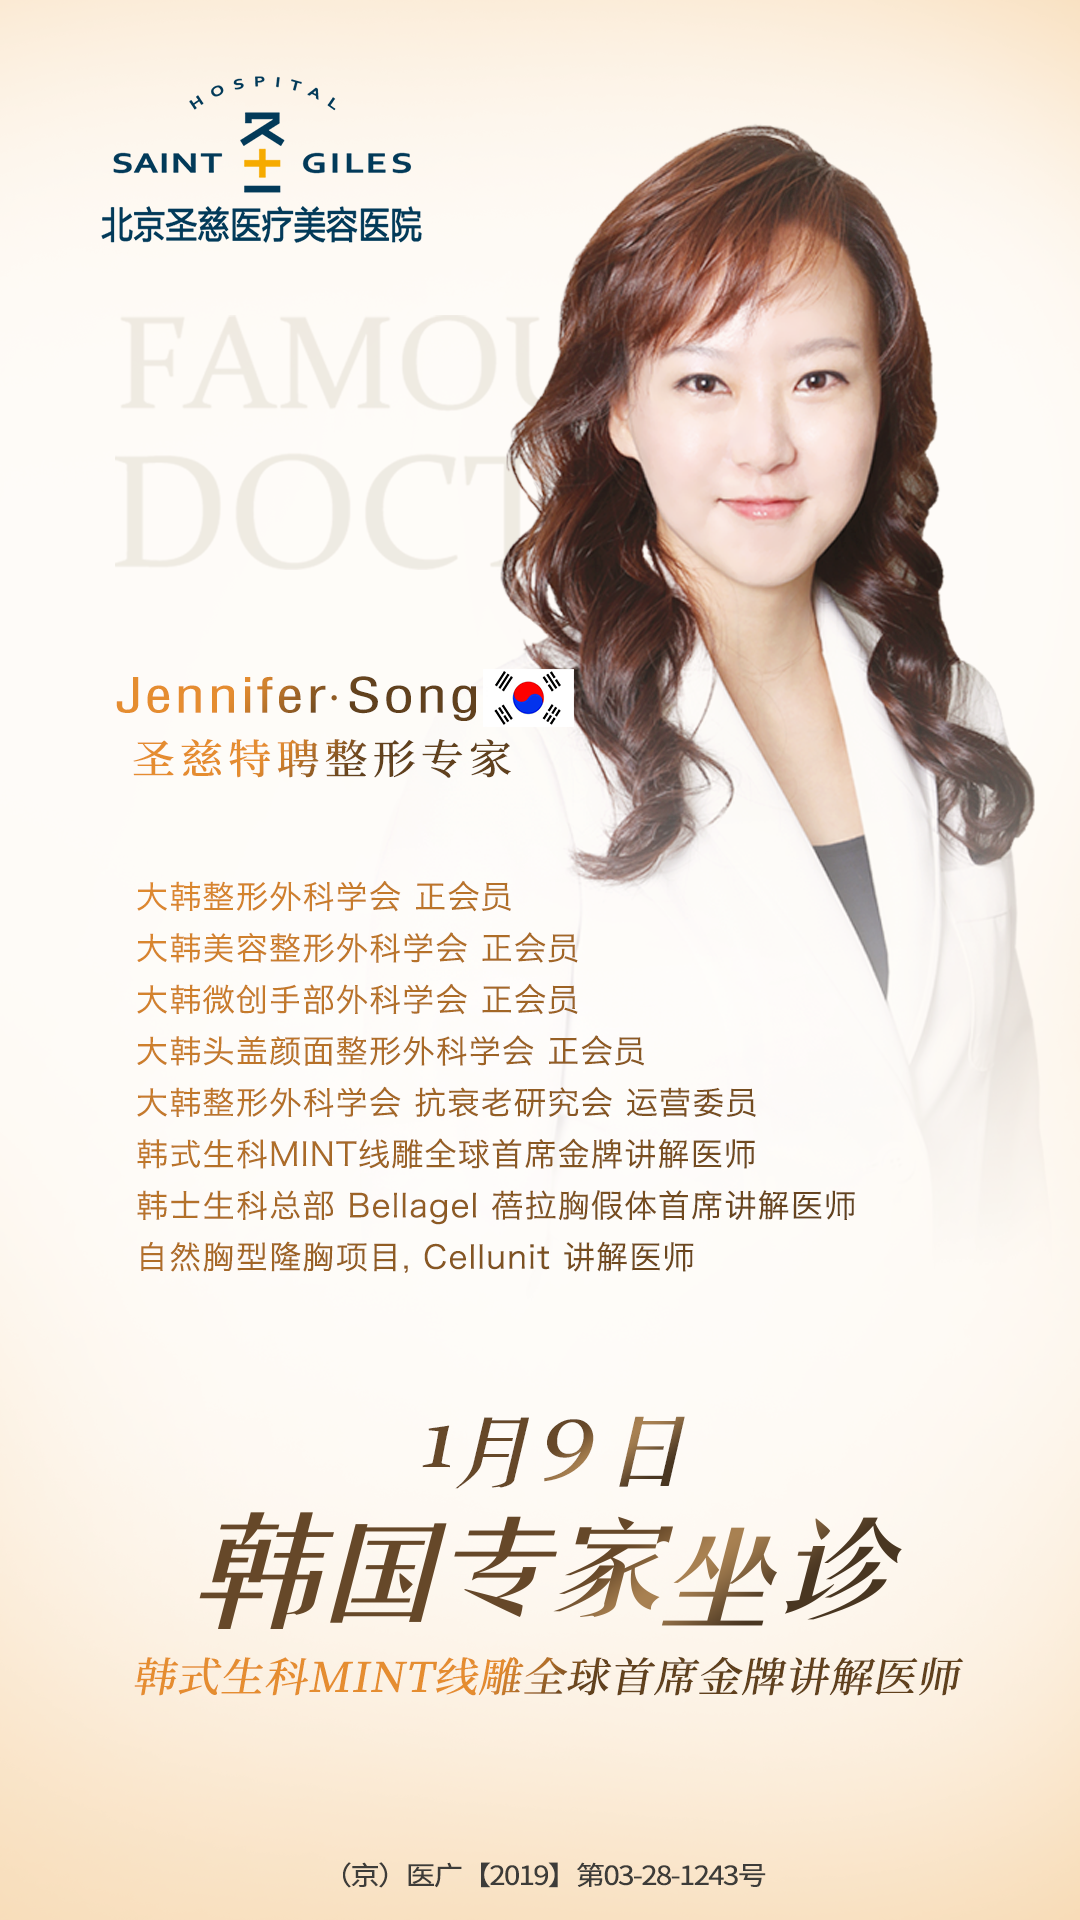 HOSPITAL
SAINT GILES
北京圣慈医疗美容医院
FAMOU
DOCT
Jennifer·Song
圣慈特聘整形专家
大韩整形外科学会 正会员
大韩美容整形外科学会 正会员
大韩微创手部外科学会 正会员
大韩头盖颜面整形外科学会 正会员
大韩整形外科学会 抗衰老研究会 运营委员
韩式生科MINT线雕全球首席金牌讲解医师
韩士生科总部 Bellagel 蓓拉胸假体首席讲解医师
自然胸型隆胸项目, Cellunit 讲解医师
1月9日
韩国专家坐诊
韩式生科MINT线雕全球首席金牌讲解医师
（京）医广【2019】第03-28-1243号